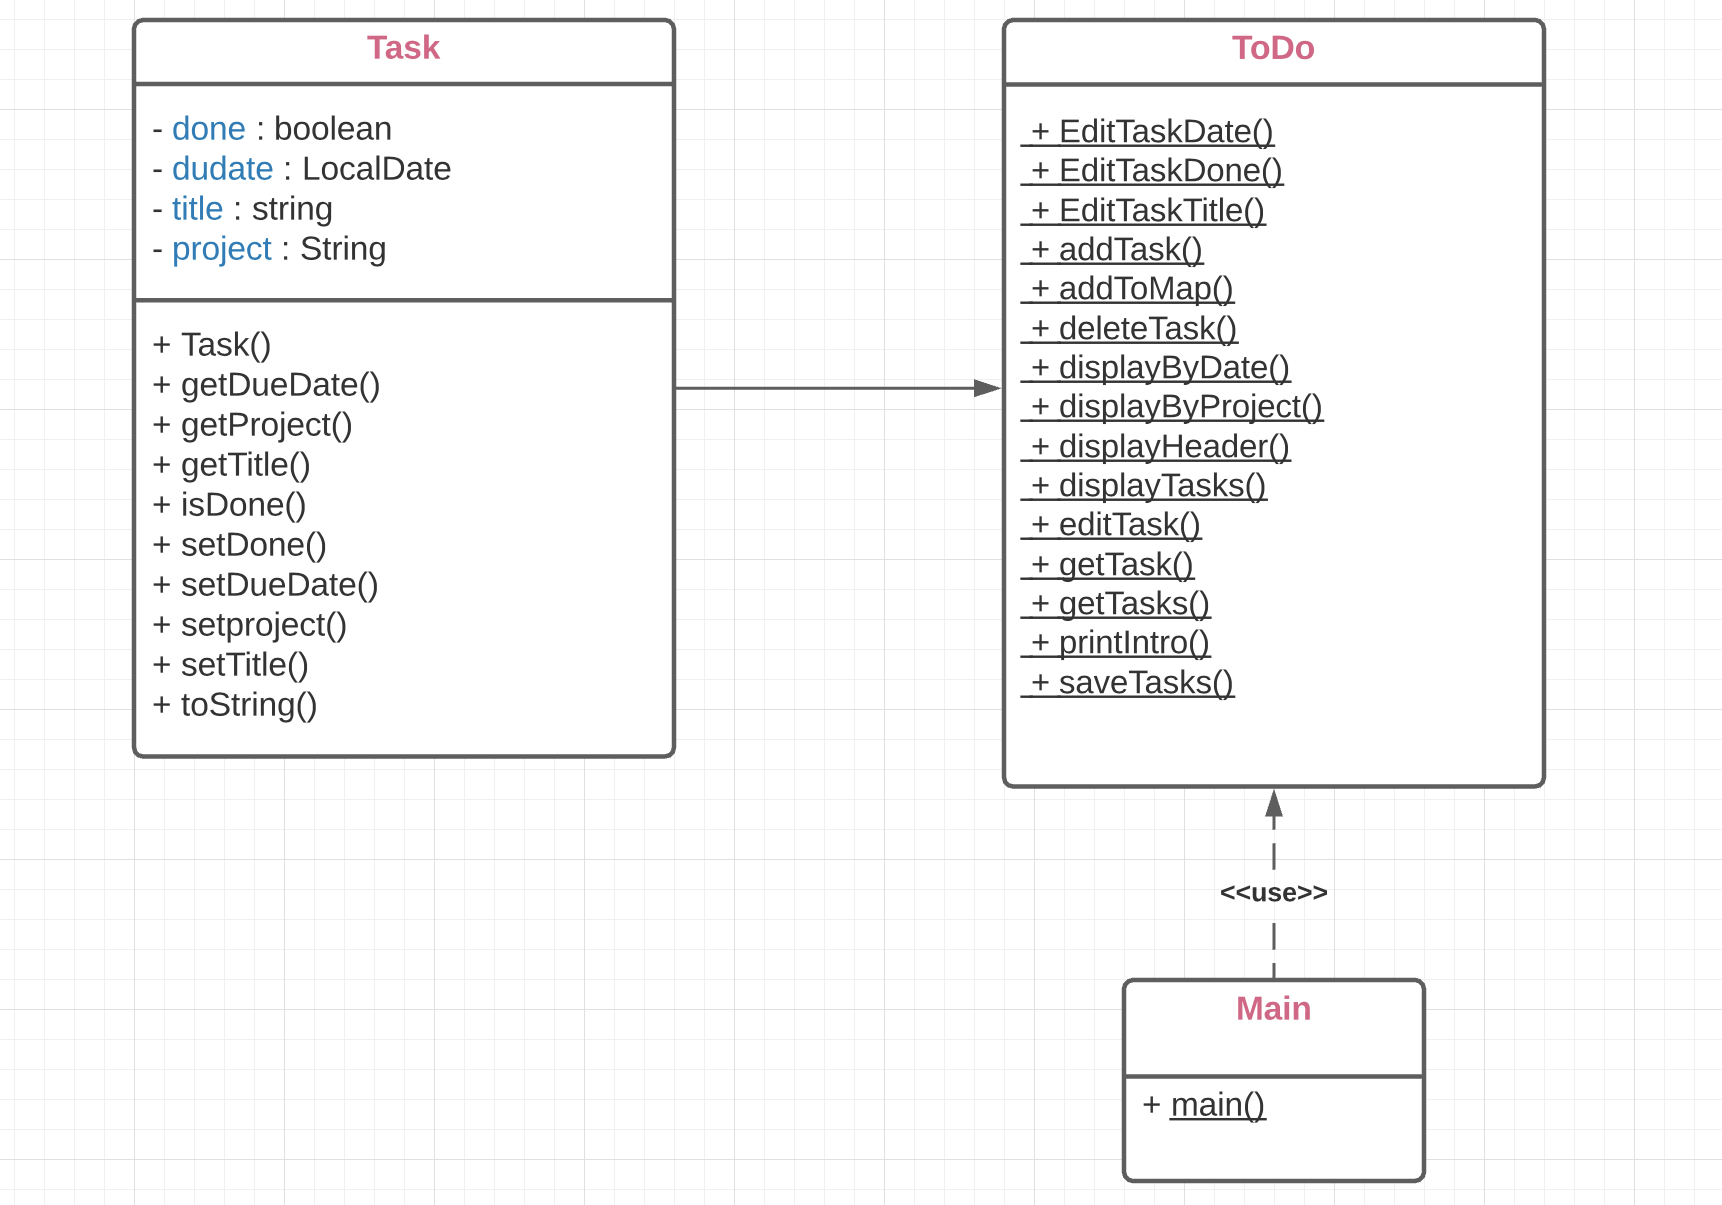 Task
- done : boolean
- dudate : LocalDate
- title : string
- project : String
+ Task()
+ getDueDate()
+ getProject()
+ getTitle()
+ isDone()
+ setDone()
+ setDueDate()
+ setproject()
+ setTitle()
+ toString()
ToDo
+ EditTaskDate()
+ EditTaskDone()
+ EditTaskTitle()
+ addTask()
+ addToMap()
+ deleteTask()
+ displayByDate()
+ displayByProject()
+ displayHeader()
+ displayTasks()
+ editTask()
+ getTask()
+ getTasks()
+ printIntro()
+ saveTasks()
<<use>>
Main
+ main()